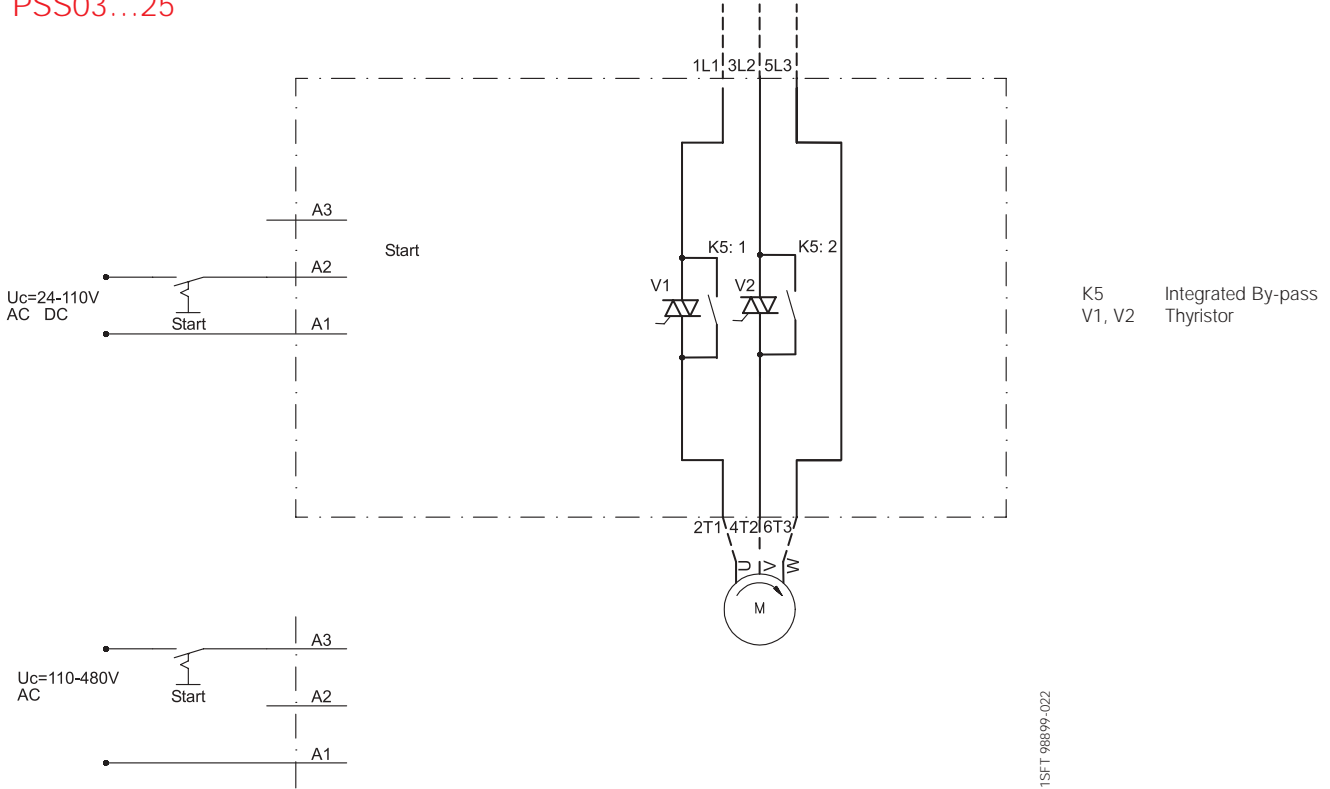 PSS03...25
1L1 3L2 5L3
A3
Start
K5: 1
K5: 2
A2
V1
V2
Uc=24-110V
AC DC
Start
A1
K5 Integrated By-pass
V1, V2 Thyristor
2T1 4T2 6T3
U V W
M
A3
Uc=110-480V
AC
Start
A2
A1
1SFT 98899-022